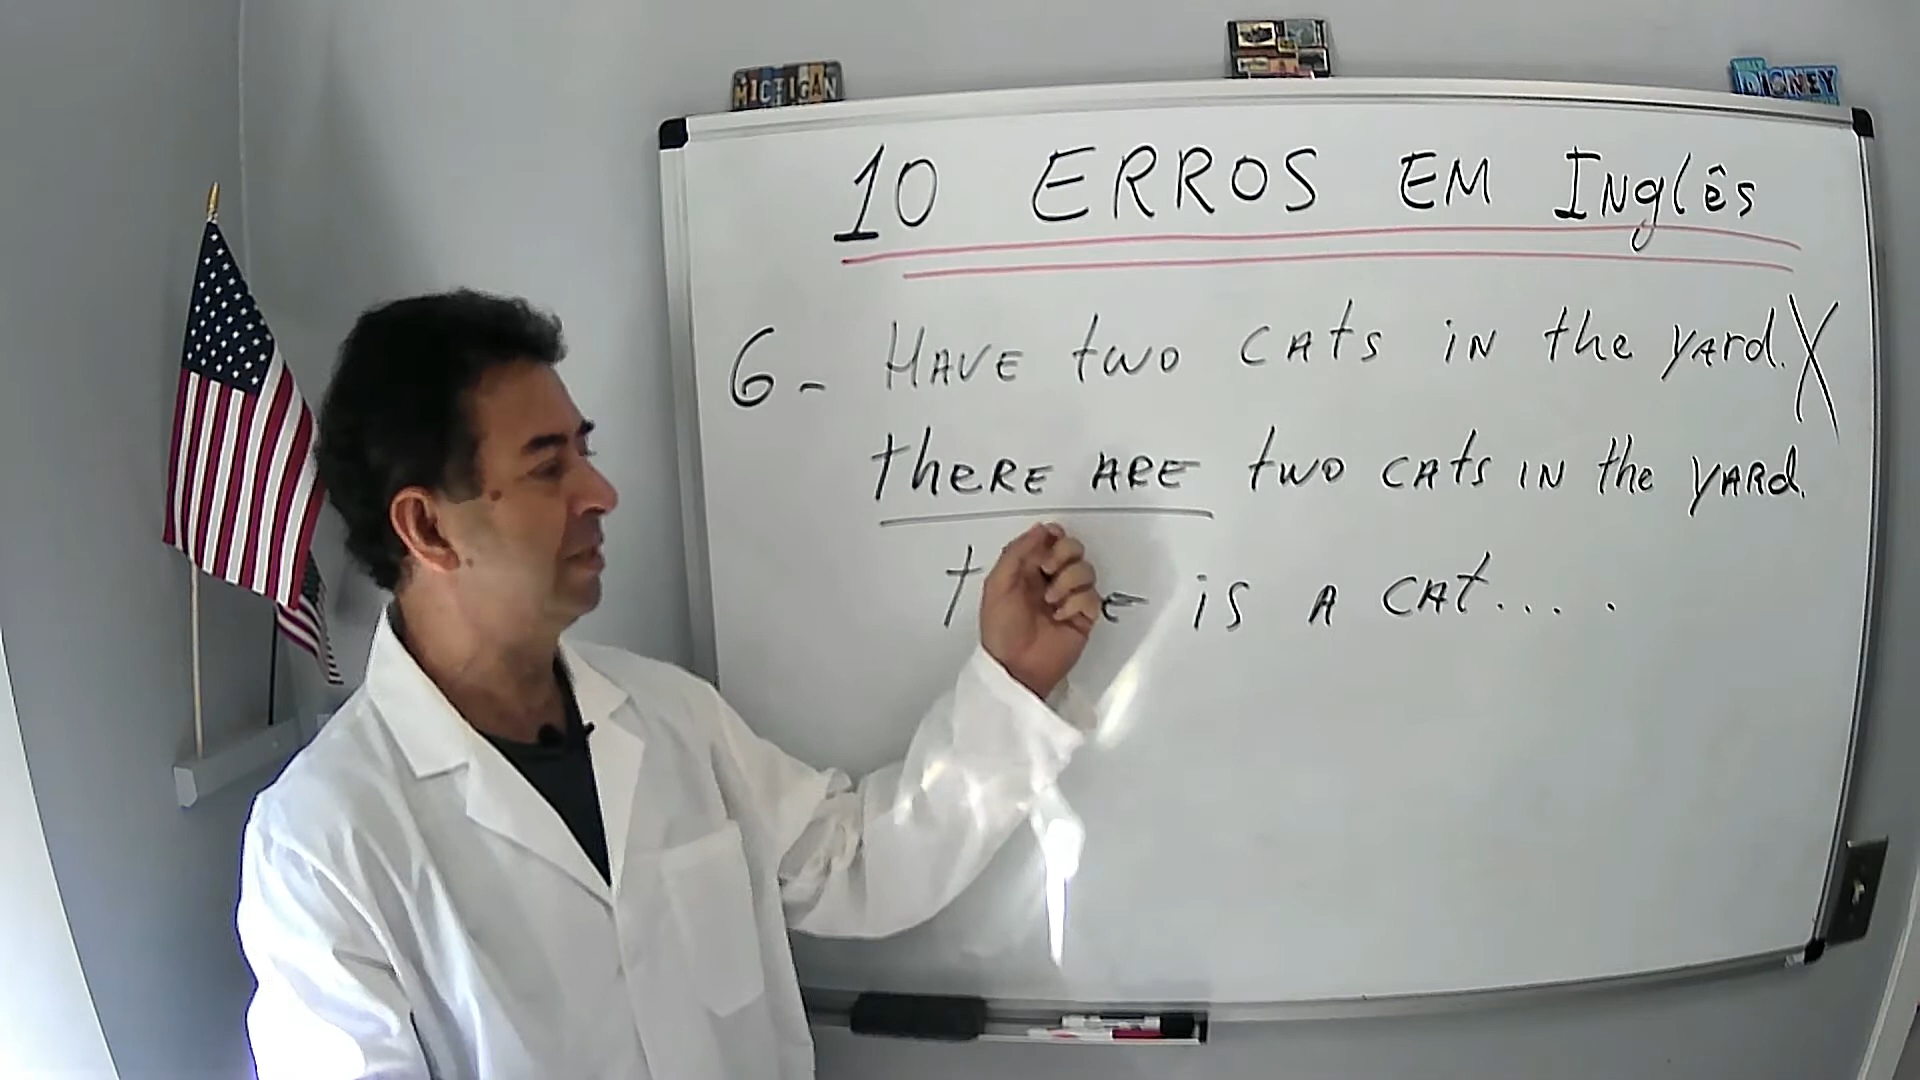 MICHIGAN
DISNEY
10 ERROS EM INGLÊS
6 - HAVE two CATS IN the YARD. X
there ARE two CATS IN the YARD.
is A CAT.... .